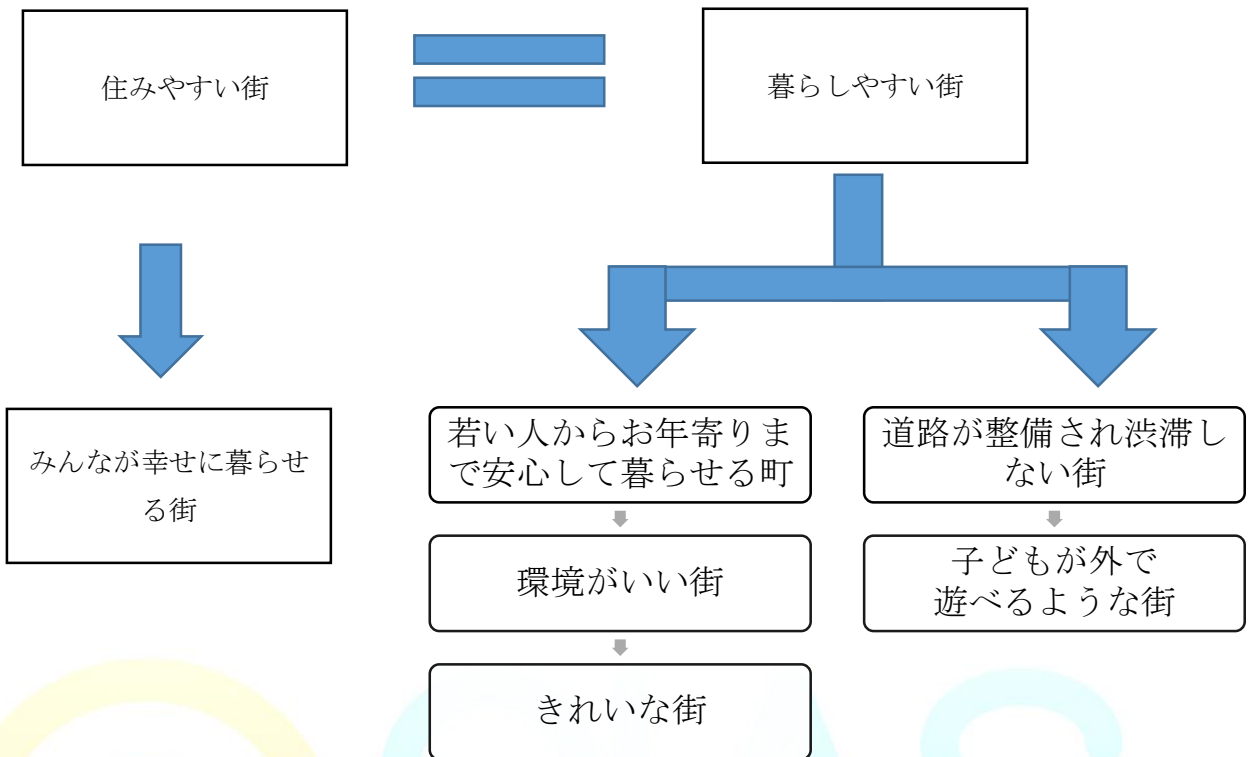 住みやすい街
暮らしやすい街
みんなが幸せに暮らせ
る街
若い人からお年寄りま
で安心して暮らせる町
環境がいい街
きれいな街
道路が整備され渋滞し
ない街
子どもが外で
遊べるような街